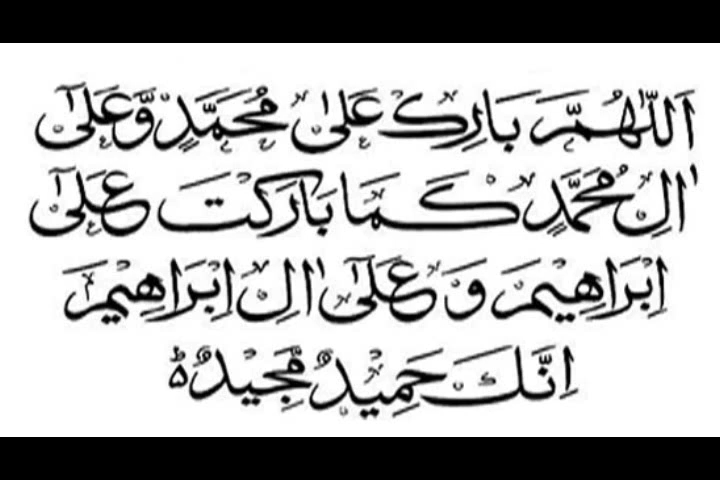 اَللّٰهُمَّ بَارِكْ عَلٰى مُحَمَّدٍ وَّعَلٰٓى
اٰلِ مُحَمَّدٍ كَمَا بَارَكْتَ عَلٰٓى
اِبْرَاهِيْمَ وَعَلٰٓى اٰلِ اِبْرَاهِيْمَ
اِنَّكَ حَمِيْدٌ مَّجِيْدٌ ؕ